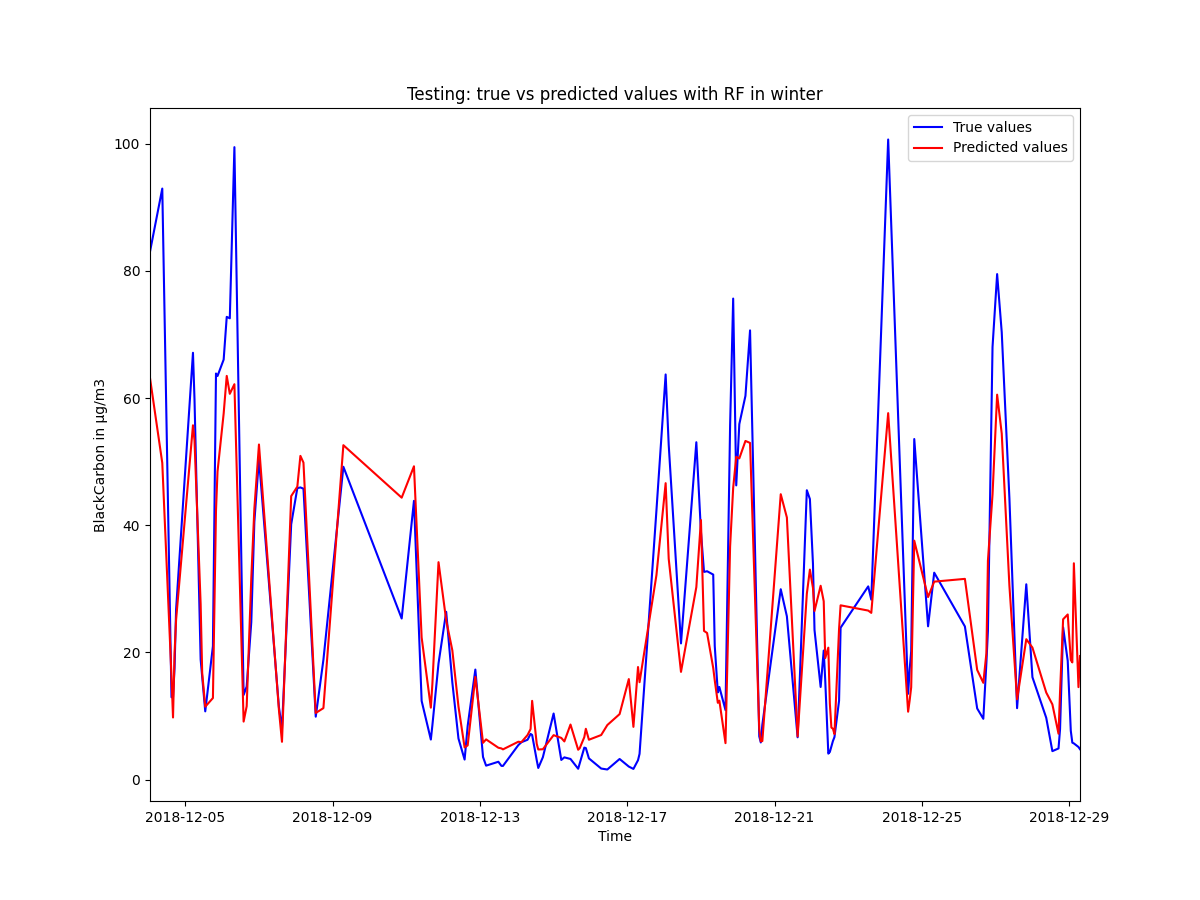 Testing: true vs predicted values with RF in winter
True values
Predicted values
BlackCarbon in µg/m3
100
80
60
40
20
0
2018-12-05 2018-12-09 2018-12-13 2018-12-17 2018-12-21 2018-12-25 2018-12-29
Time